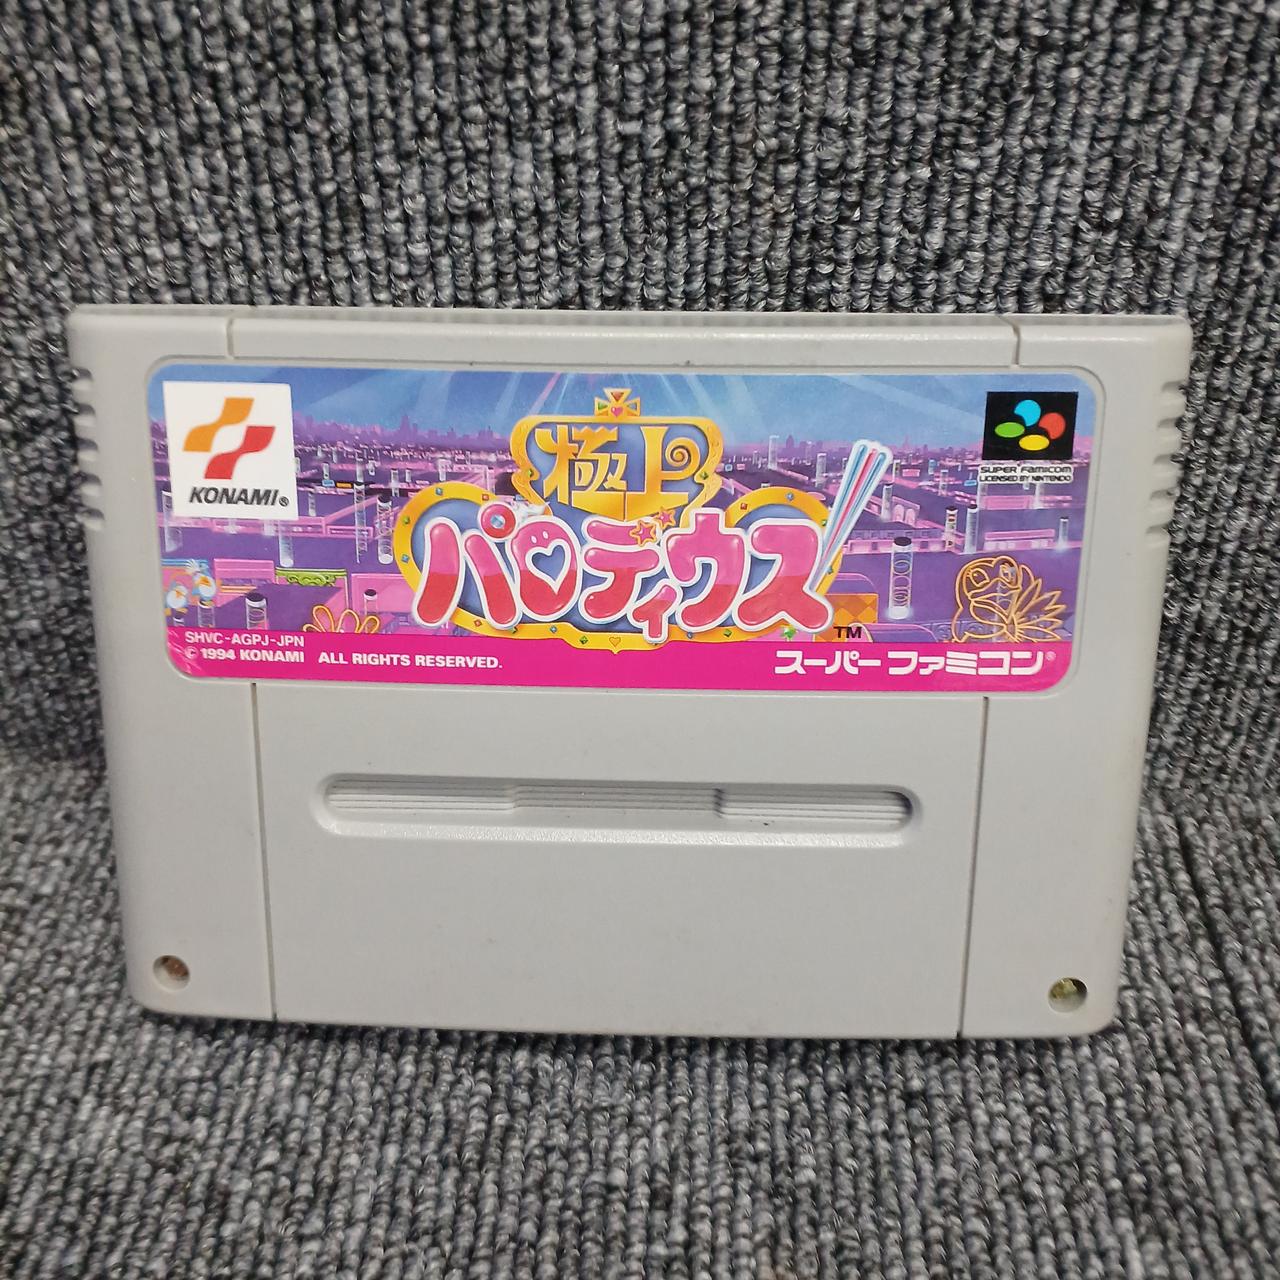 KONAMI®
極上
パロディウス
TM
SUPER FAMICOM
LICENSED BY NINTENDO
SHVC-AGPJ-JPN
© 1994 KONAMI ALL RIGHTS RESERVED.
スーパーファミコン®